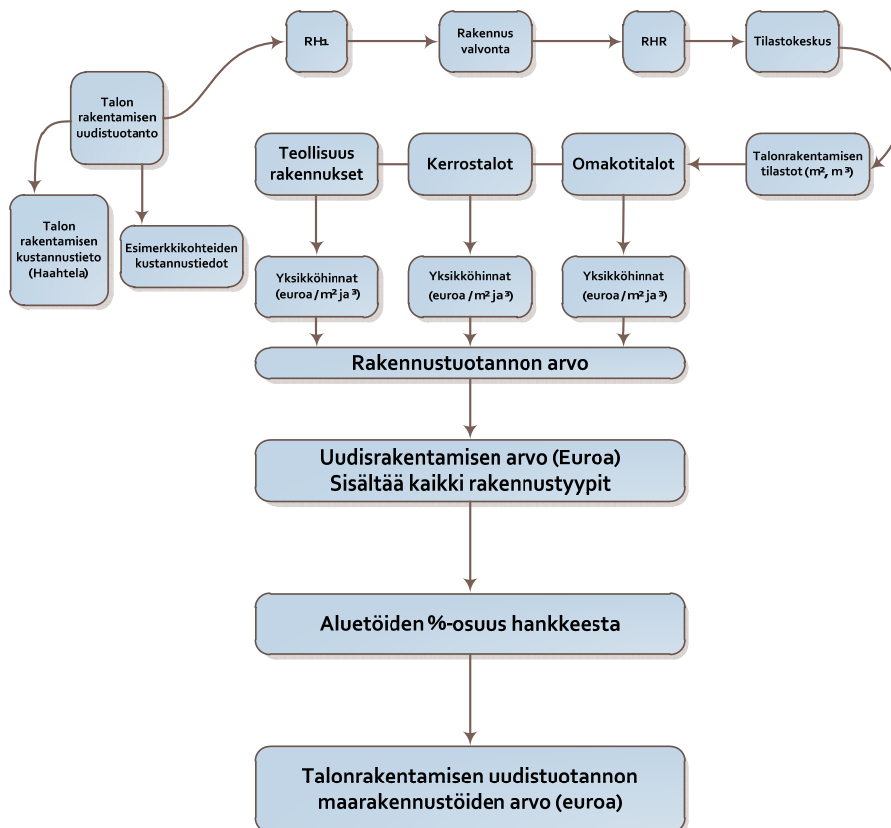 RH1
Rakennus
valvonta
RHR
Tilastokeskus
Talon
rakentamisen
uudistuotanto
Teollisuus
rakennukset
Kerrostalot
Omakotitalot
Talonrakentamisen
tilastot (m², m³)
Talon
rakentamisen
kustannustieto
(Haahtela)
Esimerkkikohteiden
kustannustiedot
Yksikköhinnat
(euroa/m² ja ³)
Yksikköhinnat
(euroa/m² ja ³)
Yksikköhinnat
(euroa/m² ja ³)
Rakennustuotannon arvo
Uudisrakentamisen arvo (Euroa)
Sisältää kaikki rakennustyypit
Aluetöiden %-osuus hankkeesta
Talonrakentamisen uudistuotannon
maarakennustöiden arvo (euroa)